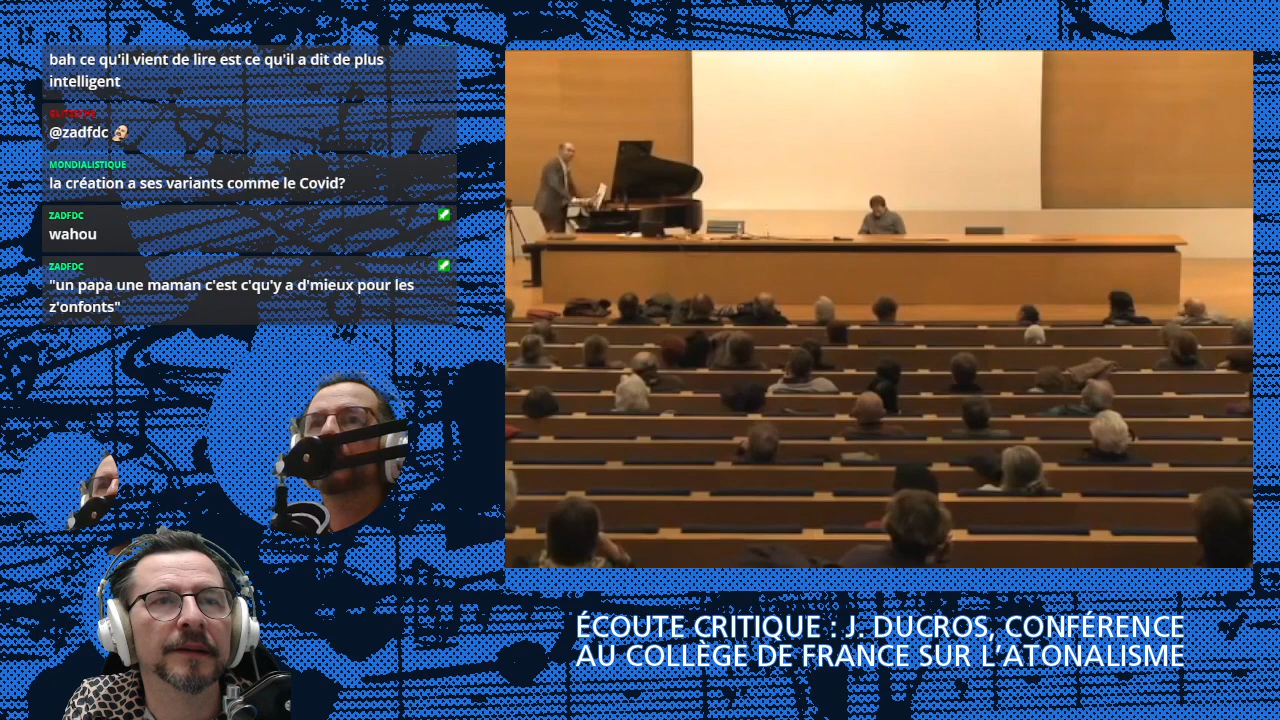 bah ce qu'il vient de lire est ce qu'il a dit de plus
intelligent
@zadfdc
MONDIALISTIQUE
la création a ses variants comme le Covid?
ZADFDC
wahou
ZADFDC
"un papa une maman c'est c'qu'y a d'mieux pour les
z'onfonts"
ÉCOUTE CRITIQUE : J. DUCROS, CONFÉRENCE
AU COLLÈGE DE FRANCE SUR L'ATONALISME